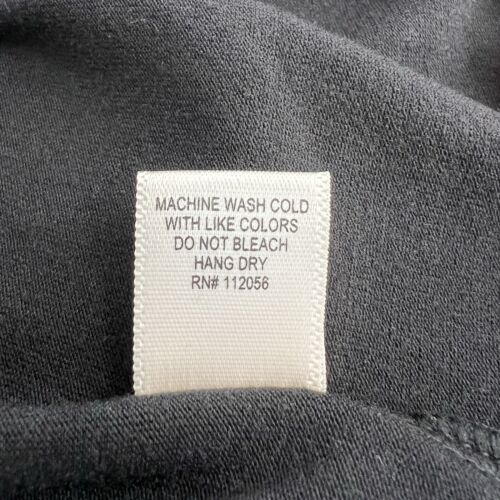 MACHINE WASH COLD
WITH LIKE COLORS
DO NOT BLEACH
HANG DRY
RN# 112056